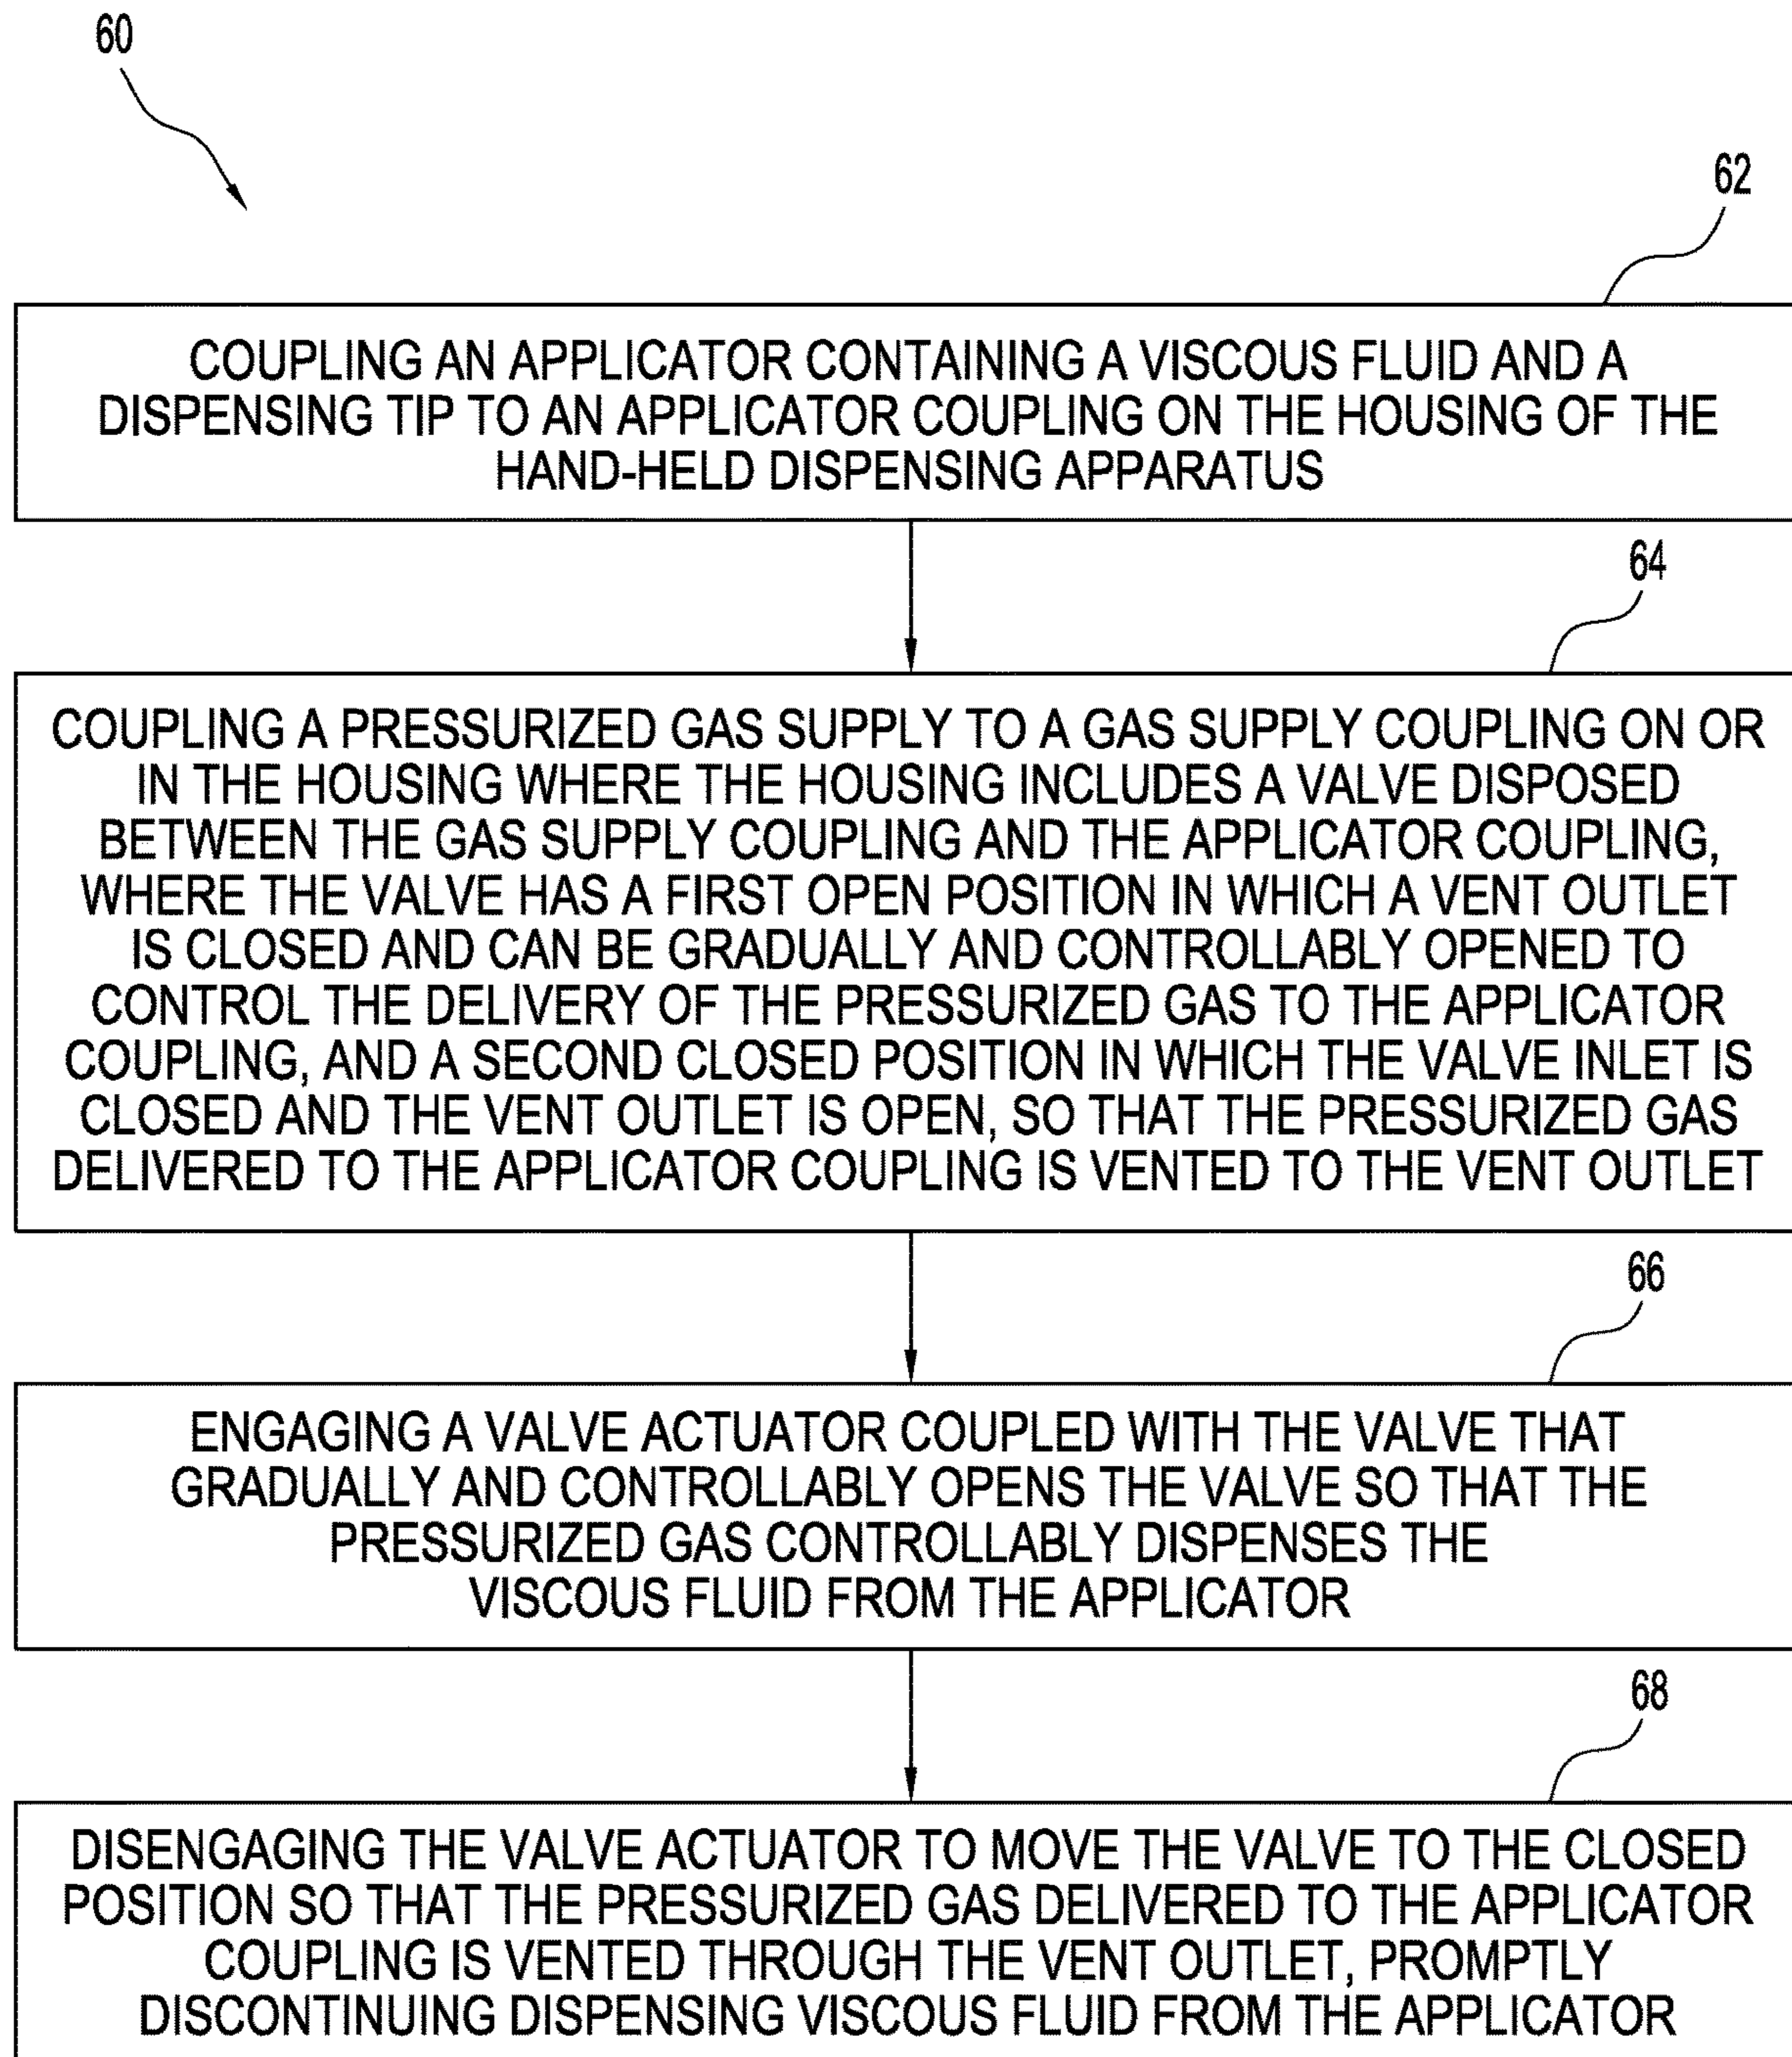 60
62
COUPLING AN APPLICATOR CONTAINING A VISCOUS FLUID AND A
DISPENSING TIP TO AN APPLICATOR COUPLING ON THE HOUSING OF THE
HAND-HELD DISPENSING APPARATUS
64
COUPLING A PRESSURIZED GAS SUPPLY TO A GAS SUPPLY COUPLING ON OR
IN THE HOUSING WHERE THE HOUSING INCLUDES A VALVE DISPOSED
BETWEEN THE GAS SUPPLY COUPLING AND THE APPLICATOR COUPLING,
WHERE THE VALVE HAS A FIRST OPEN POSITION IN WHICH A VENT OUTLET
IS CLOSED AND CAN BE GRADUALLY AND CONTROLLABLY OPENED TO
CONTROL THE DELIVERY OF THE PRESSURIZED GAS TO THE APPLICATOR
COUPLING, AND A SECOND CLOSED POSITION IN WHICH THE VALVE INLET IS
CLOSED AND THE VENT OUTLET IS OPEN, SO THAT THE PRESSURIZED GAS
DELIVERED TO THE APPLICATOR COUPLING IS VENTED TO THE VENT OUTLET
66
ENGAGING A VALVE ACTUATOR COUPLED WITH THE VALVE THAT
GRADUALLY AND CONTROLLABLY OPENS THE VALVE SO THAT THE
PRESSURIZED GAS CONTROLLABLY DISPENSES THE
VISCOUS FLUID FROM THE APPLICATOR
68
DISENGAGING THE VALVE ACTUATOR TO MOVE THE VALVE TO THE CLOSED
POSITION SO THAT THE PRESSURIZED GAS DELIVERED TO THE APPLICATOR
COUPLING IS VENTED THROUGH THE VENT OUTLET, PROMPTLY
DISCONTINUING DISPENSING VISCOUS FLUID FROM THE APPLICATOR